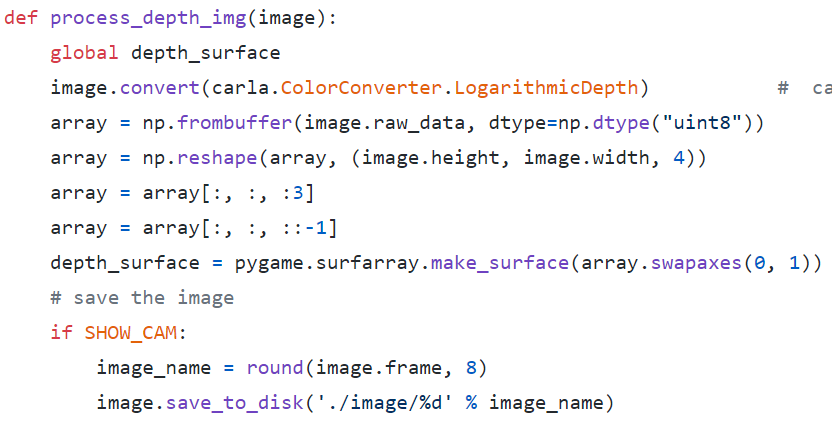 def process_depth_img(image):
    global depth_surface
    image.convert(carla.ColorConverter.LogarithmicDepth)           #  ca
    array = np.frombuffer(image.raw_data, dtype=np.dtype("uint8"))
    array = np.reshape(array, (image.height, image.width, 4))
    array = array[:, :, :3]
    array = array[:, :, ::-1]
    depth_surface = pygame.surfarray.make_surface(array.swapaxes(0, 1))
    # save the image
    if SHOW_CAM:
        image_name = round(image.frame, 8)
        image.save_to_disk('./image/%d' % image_name)